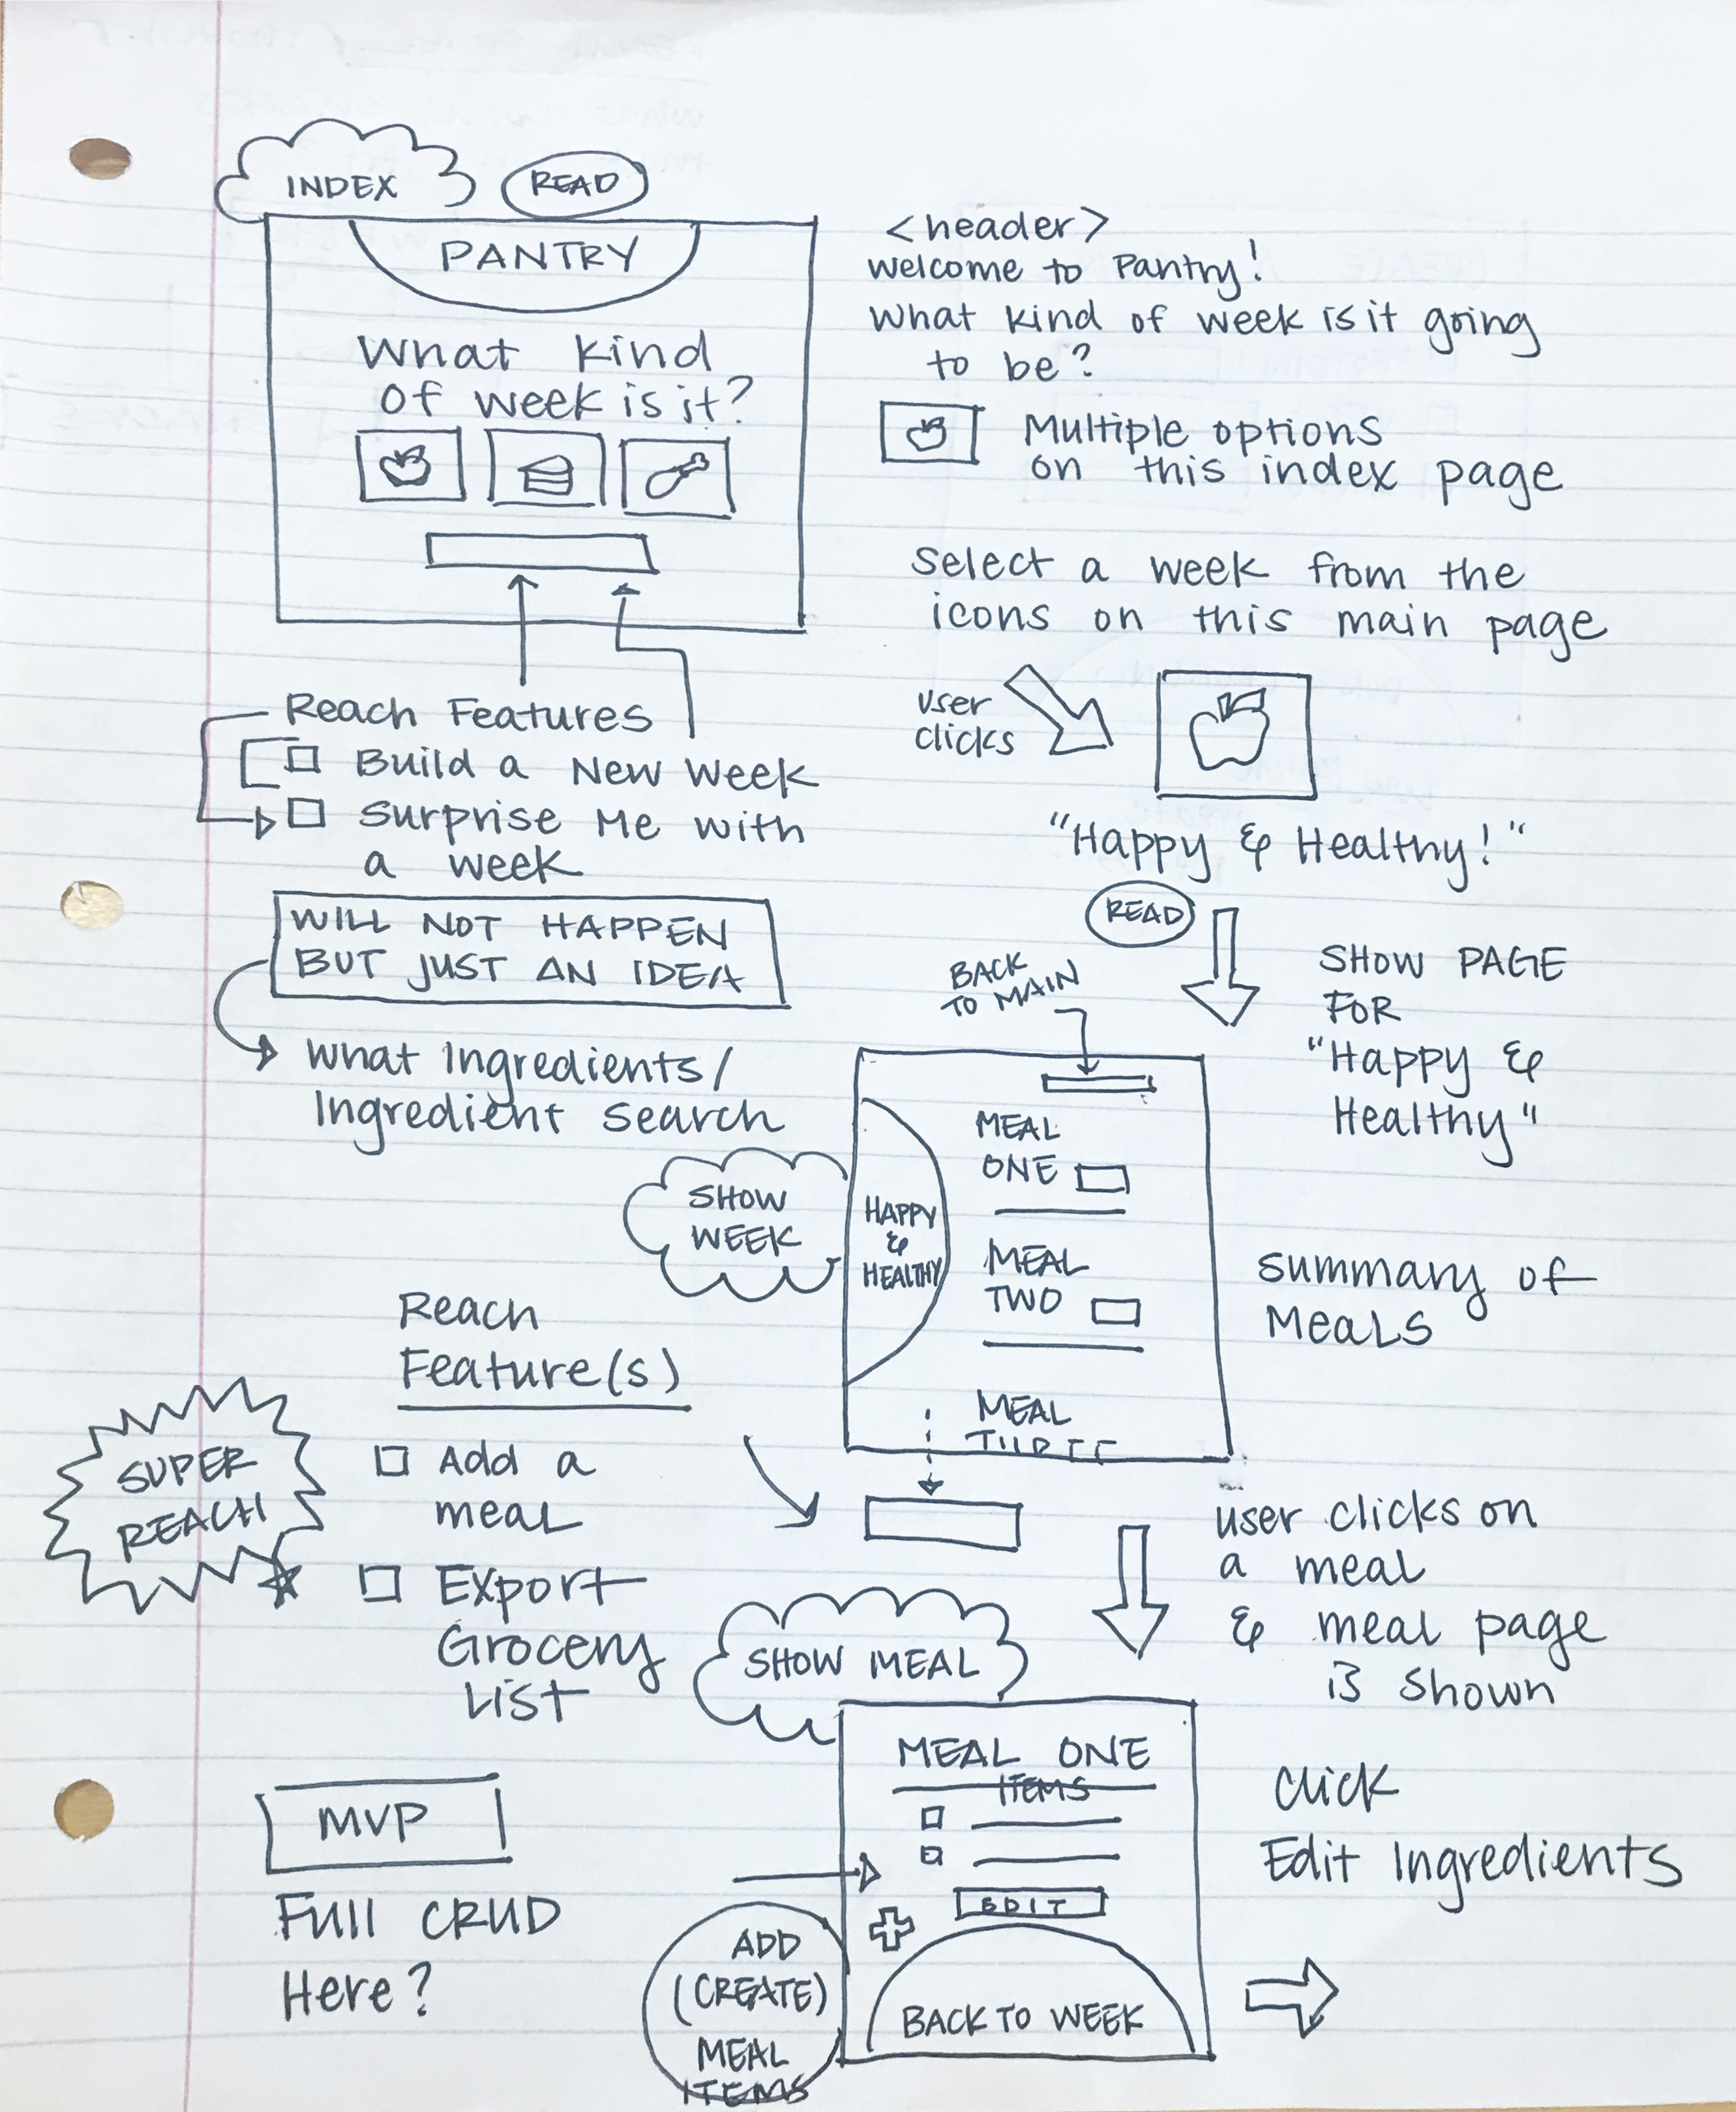 INDEX
READ
PANTRY
What kind
of week is it?
<header>
Welcome to Pantry!
What kind of week is it going
to be?
Multiple options
on this index page
Select a week from the
icons on this main page
user
clicks
"Happy & Healthy!"
Reach Features
Build a New week
Surprise Me with
a week
WILL NOT HAPPEN
BUT JUST AN IDEA
What Ingredients/
Ingredient Search
READ
BACK
TO MAIN
SHOW PAGE
FOR
"Happy &
Healthy"
SHOW
WEEK
HAPPY
&
HEALTHY
MEAL
ONE
MEAL
TWO
MEAL
THREE
Summary of
Meals
Reach
Feature(s)
SUPER
REACH
Add a
meal
Export
Grocery
List
user clicks on
a meal
& meal page
is shown
SHOW MEAL
MEAL ONE
ITEMS
EDIT
BACK TO WEEK
Click
Edit Ingredients
MVP
Full CRUD
Here?
ADD
(CREATE)
MEAL
ITEMS